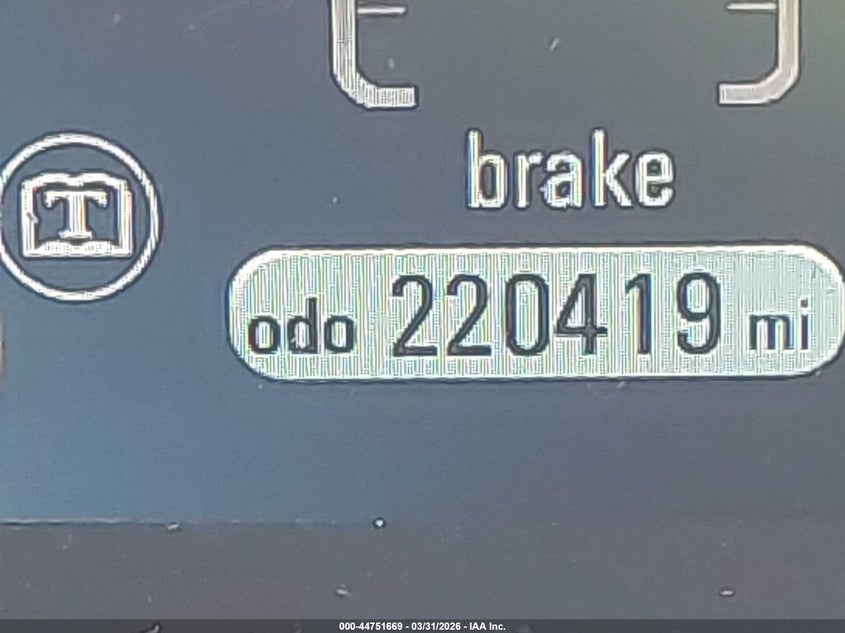 brake
T
odo 220419 mi
000-44751669 - 03/31/2026 - IAA Inc.